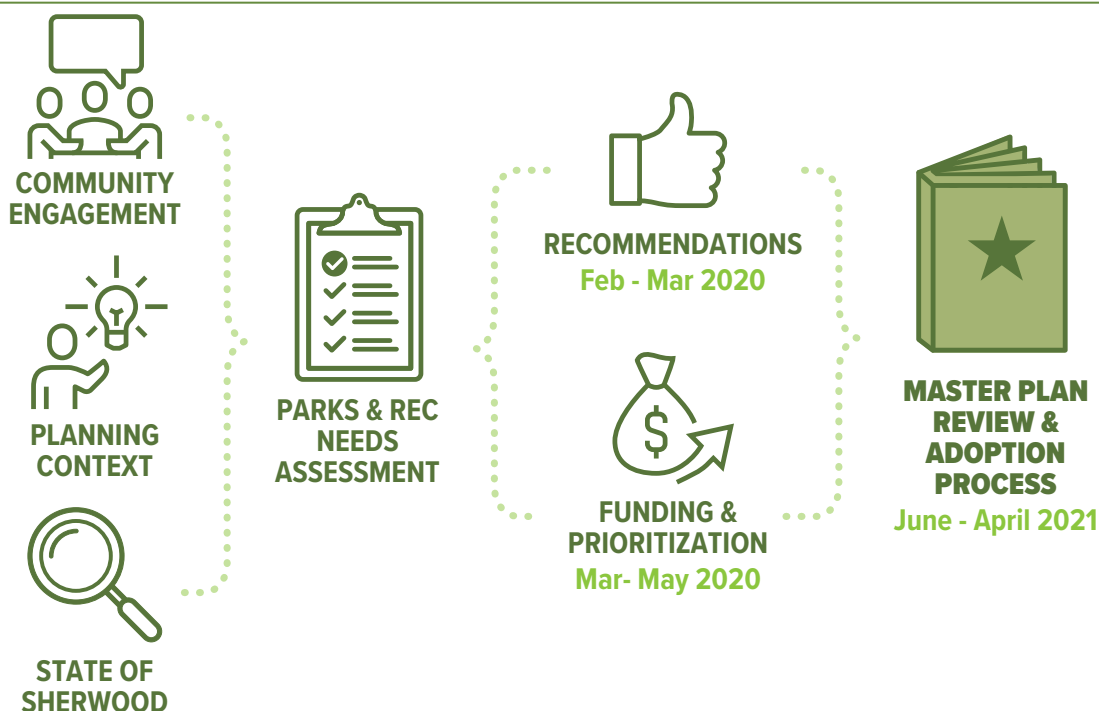 COMMUNITY
ENGAGEMENT
PLANNING
CONTEXT
STATE OF
SHERWOOD
PARKS & REC
NEEDS
ASSESSMENT
RECOMMENDATIONS
Feb - Mar 2020
$
FUNDING &
PRIORITIZATION
Mar- May 2020
MASTER PLAN
REVIEW &
ADOPTION
PROCESS
June - April 2021